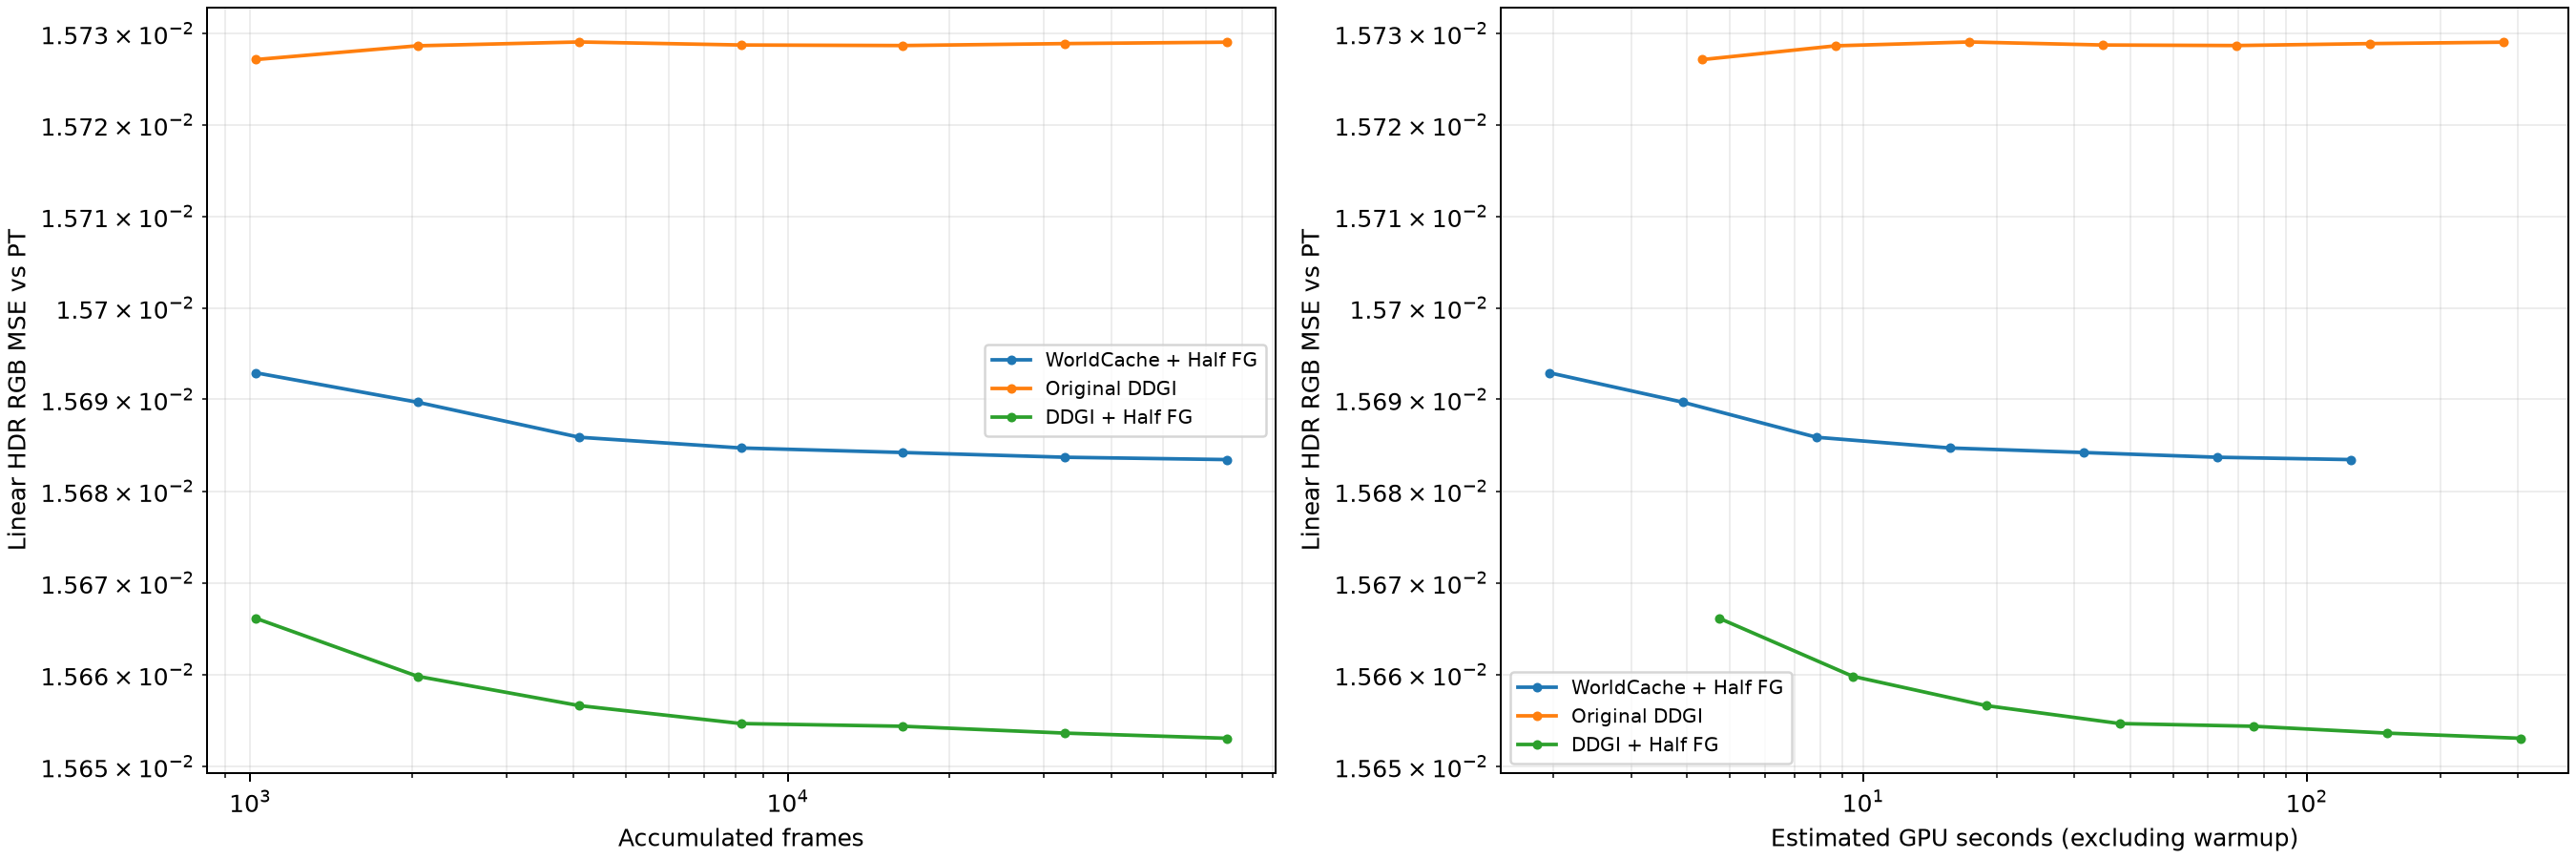 Linear HDR RGB MSE vs PT
1.573 × 10⁻²
1.572 × 10⁻²
1.571 × 10⁻²
1.57 × 10⁻²
1.569 × 10⁻²
1.568 × 10⁻²
1.567 × 10⁻²
1.566 × 10⁻²
1.565 × 10⁻²
WorldCache + Half FG
Original DDGI
DDGI + Half FG
10³
10⁴
Accumulated frames
Linear HDR RGB MSE vs PT
1.573 × 10⁻²
1.572 × 10⁻²
1.571 × 10⁻²
1.57 × 10⁻²
1.569 × 10⁻²
1.568 × 10⁻²
1.567 × 10⁻²
1.566 × 10⁻²
1.565 × 10⁻²
WorldCache + Half FG
Original DDGI
DDGI + Half FG
10¹
10²
Estimated GPU seconds (excluding warmup)